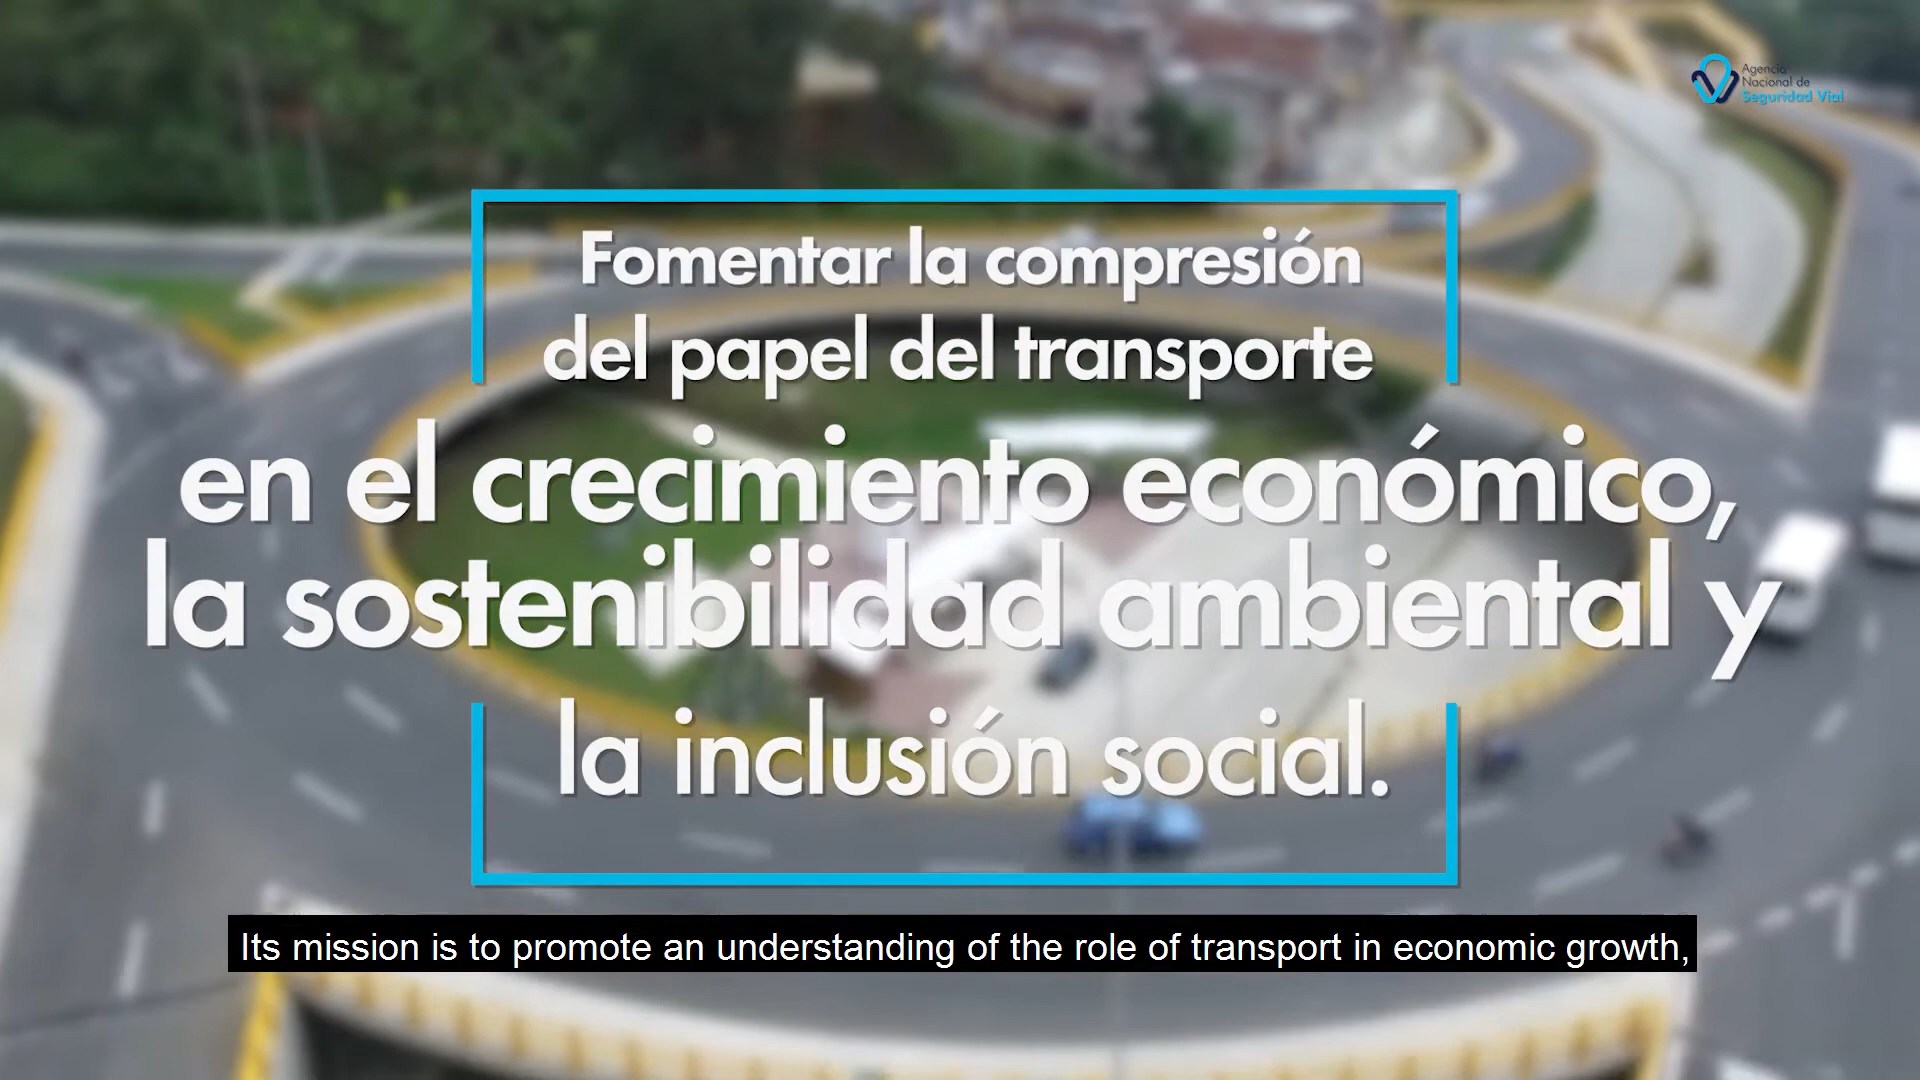 Agencia
Nacional de
Seguridad Vial
Fomentar la compresión
del papel del transporte
en el crecimiento económico,
la sostenibilidad ambiental y
la inclusión social.
Its mission is to promote an understanding of the role of transport in economic growth,